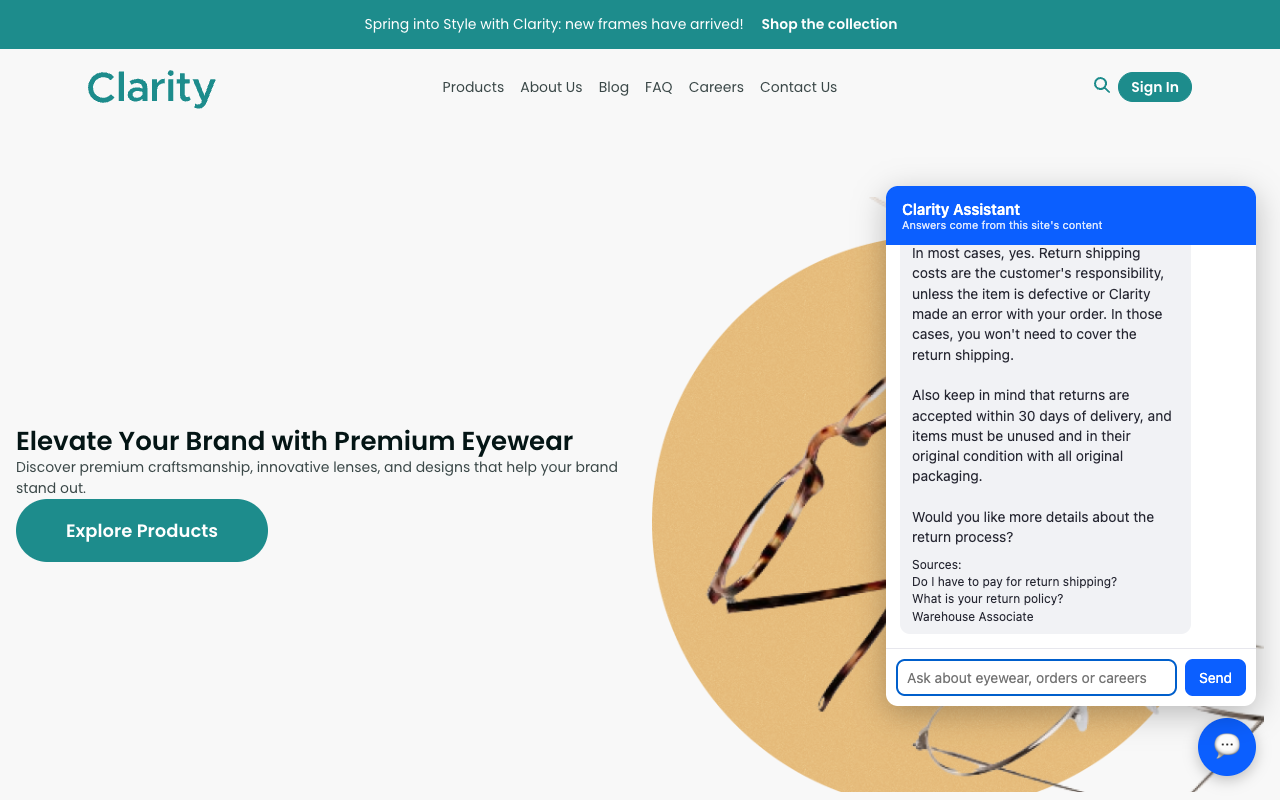 Spring into Style with Clarity: new frames have arrived! Shop the collection
Clarity
Products About Us Blog FAQ Careers Contact Us
Sign In
Elevate Your Brand with Premium Eyewear
Discover premium craftsmanship, innovative lenses, and designs that help your brand
stand out.
Explore Products
Clarity Assistant
Answers come from this site's content
In most cases, yes. Return shipping
costs are the customer's responsibility,
unless the item is defective or Clarity
made an error with your order. In those
cases, you won't need to cover the
return shipping.
Also keep in mind that returns are
accepted within 30 days of delivery, and
items must be unused and in their
original condition with all original
packaging.
Would you like more details about the
return process?
Sources:
Do I have to pay for return shipping?
What is your return policy?
Warehouse Associate
Ask about eyewear, orders or careers
Send